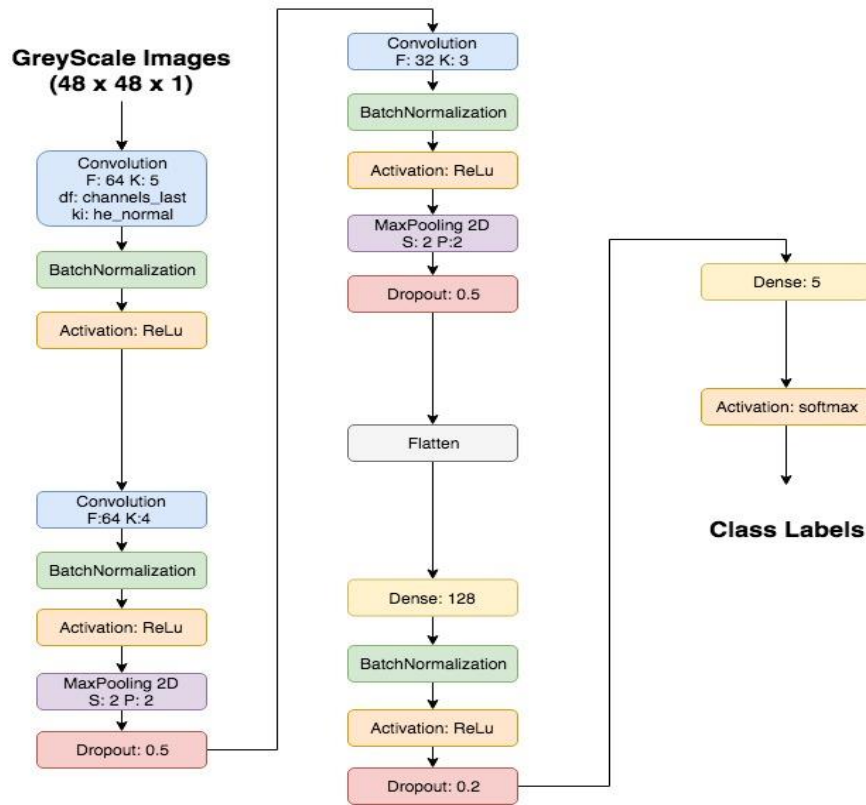 GreyScale Images
(48 x 48 x 1)
Convolution
F: 64 K: 5
df: channels_last
ki: he_normal
BatchNormalization
Activation: ReLu
Convolution
F:64 K:4
BatchNormalization
Activation: ReLu
MaxPooling 2D
S: 2 P: 2
Dropout: 0.5
Convolution
F: 32 K: 3
BatchNormalization
Activation: ReLu
MaxPooling 2D
S: 2 P:2
Dropout: 0.5
Flatten
Dense: 128
BatchNormalization
Activation: ReLu
Dropout: 0.2
Dense: 5
Activation: softmax
Class Labels